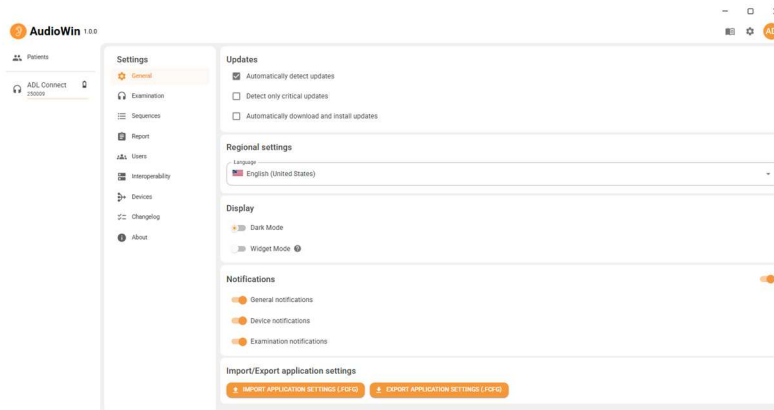 AudioWin 1.0.0
AD
Patients
ADL Connect
250009
Settings
General
Examination
Sequences
Report
Users
Interoperability
Devices
Changelog
About
Updates
Automatically detect updates
Detect only critical updates
Automatically download and install updates
Regional settings
Language
English (United States)
Display
Dark Mode
Widget Mode
Notifications
General notifications
Device notifications
Examination notifications
Import/Export application settings
IMPORT APPLICATION SETTINGS (.FCFG)
EXPORT APPLICATION SETTINGS (.FCFG)